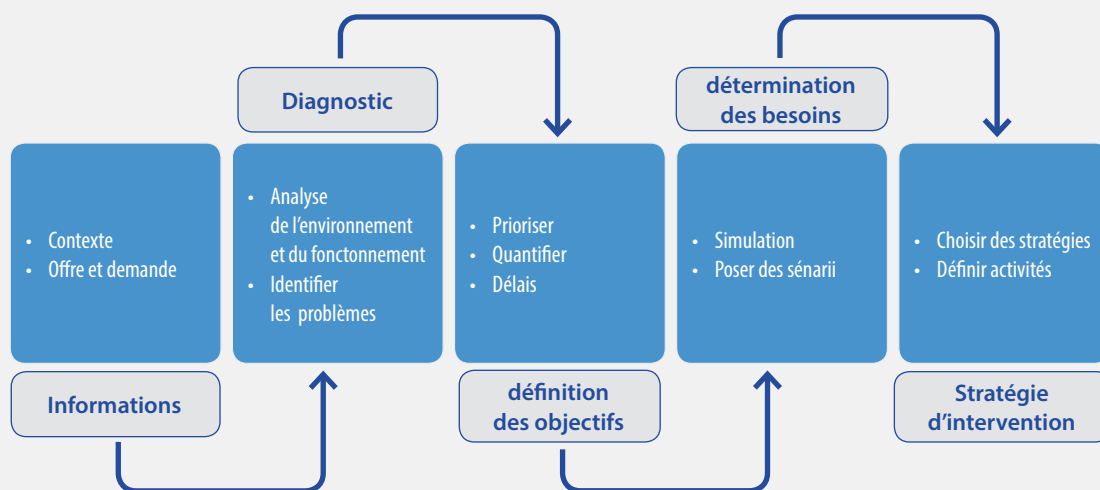 Informations
• Contexte
• Offre et demande
Diagnostic
• Analyse
de l'environnement
et du fonctonnement
• Identifier
les problèmes
définition
des objectifs
• Prioriser
• Quantifier
• Délais
détermination
des besoins
• Simulation
• Poser des sénarii
Stratégie
d'intervention
• Choisir des stratégies
• Définir activités